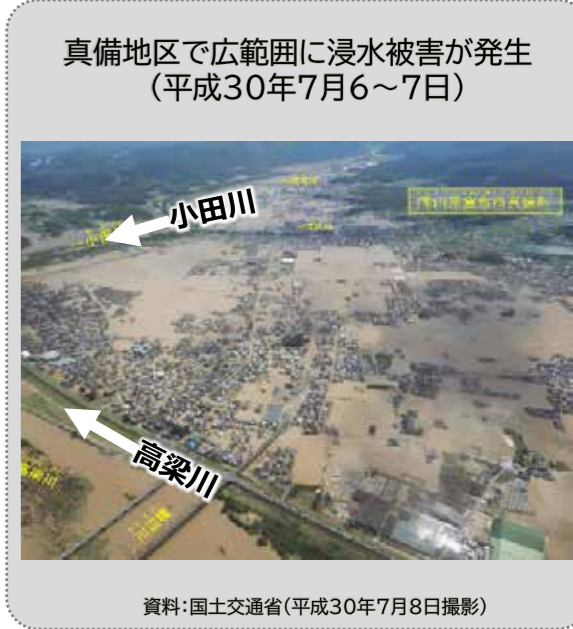 真備地区で広範囲に浸水被害が発生
(平成30年7月6～7日)
小田川
高梁川
資料：国土交通省(平成30年7月8日撮影)